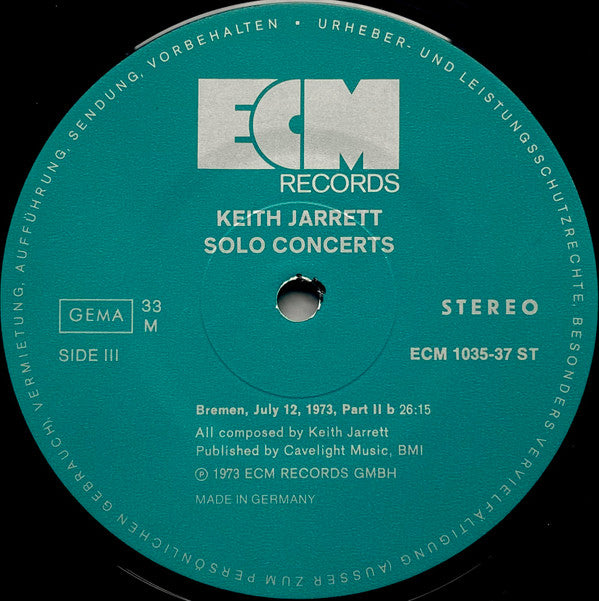 ECM
RECORDS
KEITH JARRETT
SOLO CONCERTS
GEMA
33
M
STEREO
SIDE III
ECM 1035-37 ST
Bremen, July 12, 1973, Part II b 26:15
All composed by Keith Jarrett
Published by Cavelight Music, BMI
Ⓟ 1973 ECM RECORDS GMBH
MADE IN GERMANY
URHEBER- UND LEISTUNGSSCHUTZRECHTE, BESONDERS VERVIELFÄLTIGUNG (AUSSER ZUM PERSÖNLICHEN GEBRAUCH), VERMIETUNG, AUFFÜHRUNG, SENDUNG, VORBEHALTEN •